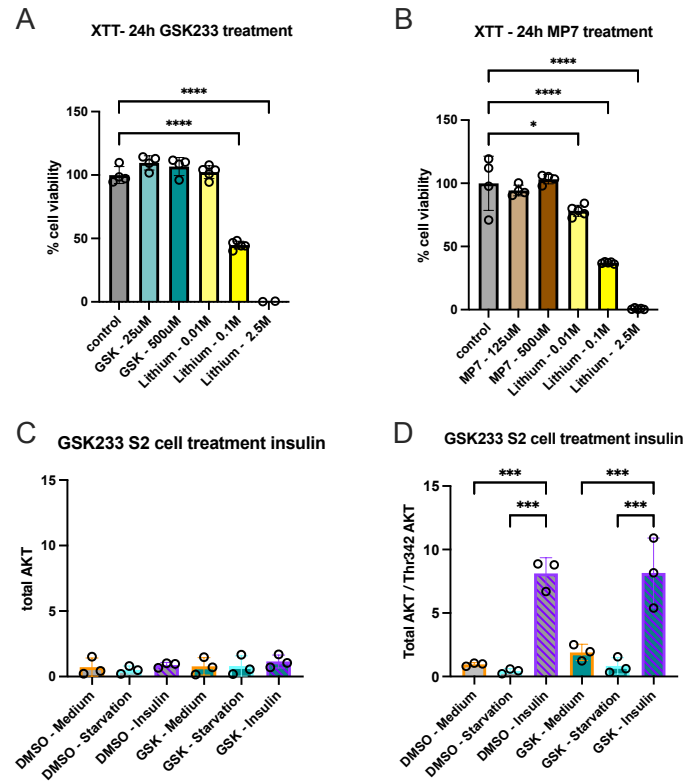 A
XTT- 24h GSK233 treatment
****
****
150
100
50
0
% cell viability
control
GSK - 25uM
GSK - 500uM
Lithium - 0.01M
Lithium - 0.1M
Lithium - 2.5M
B
XTT - 24h MP7 treatment
****
****
*
150
100
50
0
% cell viability
control
MP7 - 125uM
MP7 - 500uM
Lithium - 0.01M
Lithium - 0.1M
Lithium - 2.5M
C
GSK233 S2 cell treatment insulin
15
10
5
0
total AKT
DMSO - Medium
DMSO - Starvation
DMSO - Insulin
GSK - Medium
GSK - Starvation
GSK - Insulin
D
GSK233 S2 cell treatment insulin
***
***
***
***
15
10
5
0
Total AKT / Thr342 AKT
DMSO - Medium
DMSO - Starvation
DMSO - Insulin
GSK - Medium
GSK - Starvation
GSK - Insulin